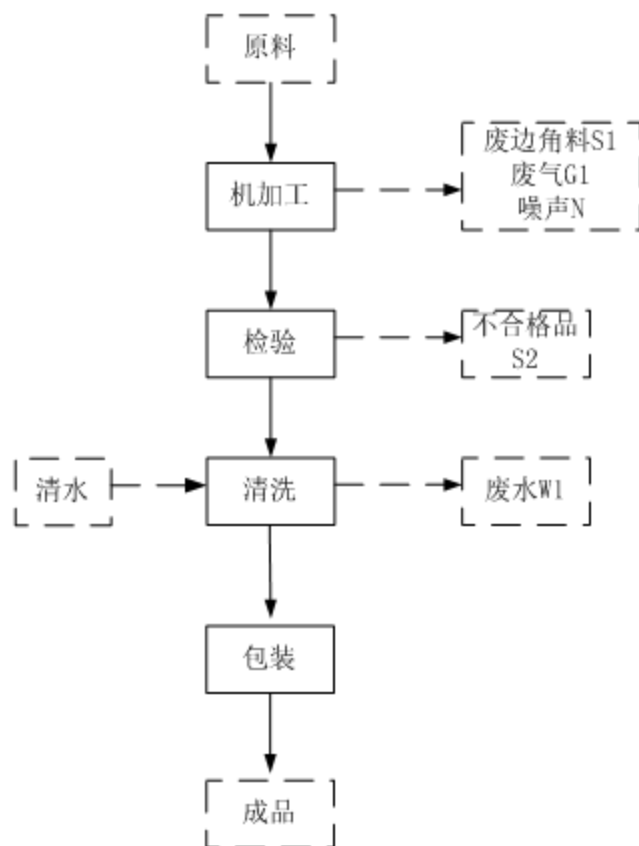 原料
机加工
废边角料S1
废气G1
噪声N
检验
不合格品
S2
清水
清洗
废水W1
包装
成品